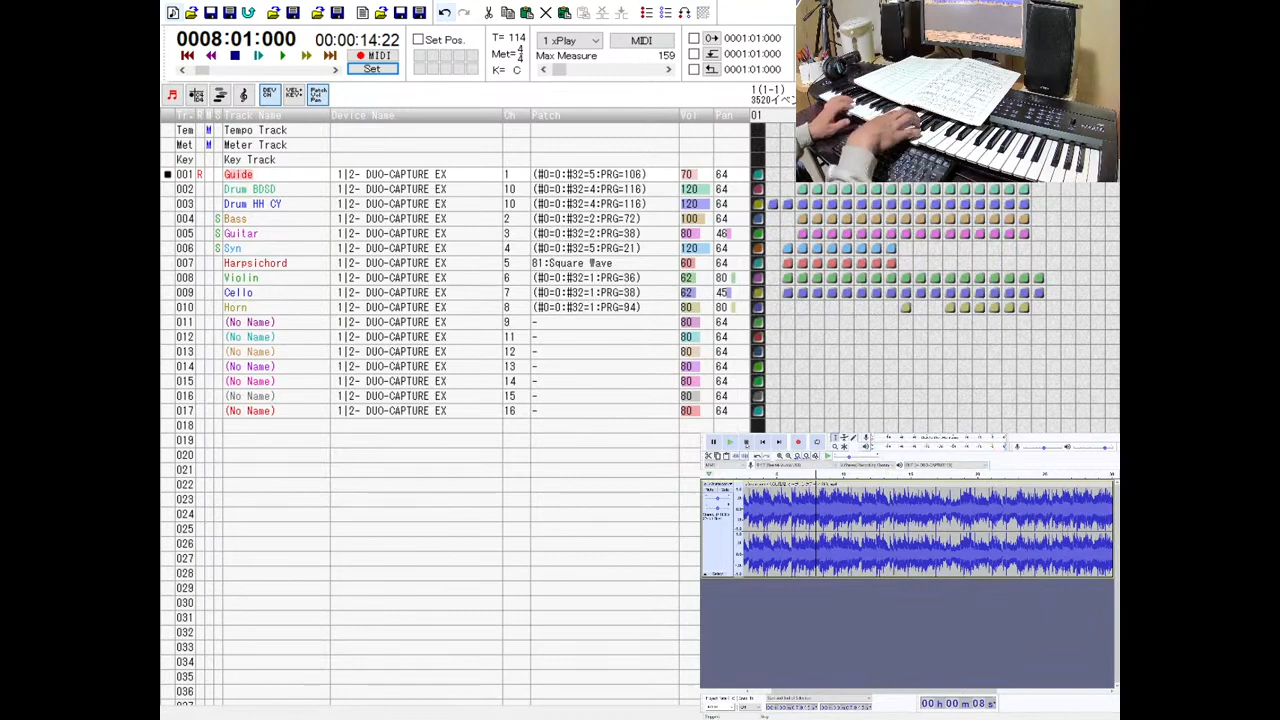 0008:01:000 00:00:14:22
MIDI
Set
Set Pos.
T= 114
Met= 4/4
K= C
1 xPlay MIDI
Max Measure 159
0001:01:000
0001:01:000
0001:01:000
DEV CH VEL Patch Vol Pan
1(1-1)
3520イベン
Tr. R M S Track Name Device Name Ch Patch Vol Pan 01
Tem M Tempo Track
Met M Meter Track
Key Key Track
001 R Guide 1|2- DUO-CAPTURE EX 1 (#0=0:#32=5:PRG=106) 70 64
002 Drum BDSD 1|2- DUO-CAPTURE EX 10 (#0=0:#32=4:PRG=116) 120 64
003 Drum HH CY 1|2- DUO-CAPTURE EX 10 (#0=0:#32=4:PRG=116) 120 64
004 S Bass 1|2- DUO-CAPTURE EX 2 (#0=0:#32=2:PRG=72) 100 64
005 S Guitar 1|2- DUO-CAPTURE EX 3 (#0=0:#32=2:PRG=38) 80 46
006 S Syn 1|2- DUO-CAPTURE EX 4 (#0=0:#32=5:PRG=21) 120 64
007 Harpsichord 1|2- DUO-CAPTURE EX 5 81:Square Wave 60 64
008 Violin 1|2- DUO-CAPTURE EX 6 (#0=0:#32=1:PRG=36) 62 80
009 Cello 1|2- DUO-CAPTURE EX 7 (#0=0:#32=1:PRG=38) 62 45
010 Horn 1|2- DUO-CAPTURE EX 8 (#0=0:#32=1:PRG=94) 80 80
011 (No Name) 1|2- DUO-CAPTURE EX 9 - 80 64
012 (No Name) 1|2- DUO-CAPTURE EX 11 - 80 64
013 (No Name) 1|2- DUO-CAPTURE EX 12 - 80 64
014 (No Name) 1|2- DUO-CAPTURE EX 13 - 80 64
015 (No Name) 1|2- DUO-CAPTURE EX 14 - 80 64
016 (No Name) 1|2- DUO-CAPTURE EX 15 - 80 64
017 (No Name) 1|2- DUO-CAPTURE EX 16 - 80 64
018
019
020
021
022
023
024
025
026
027
028
029
030
031
032
033
034
035
036
00 h 00 m 08 s